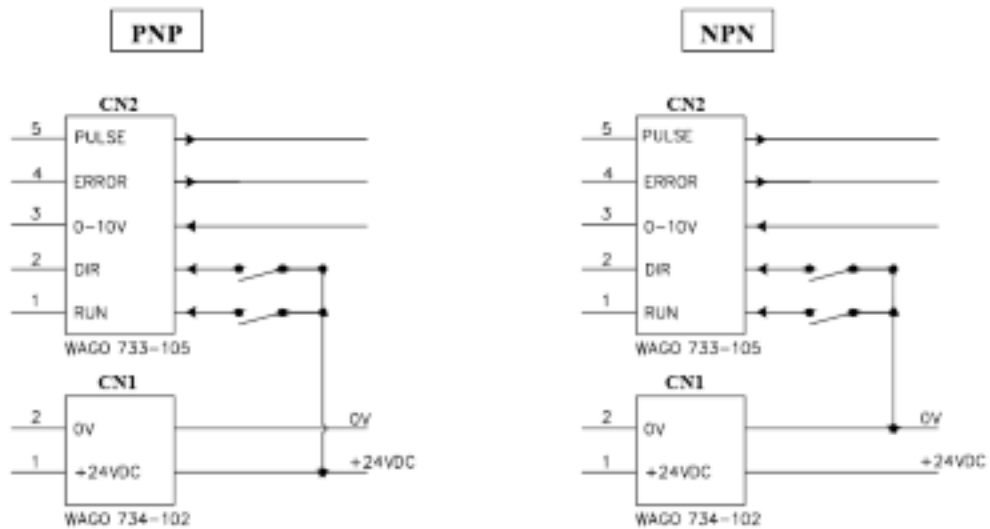 PNP
CN2
5 PULSE
4 ERROR
3 0-10V
2 DIR
1 RUN
WAGO 733-105
CN1
2 0V 0V
1 +24VDC +24VDC
WAGO 734-102
NPN
CN2
5 PULSE
4 ERROR
3 0-10V
2 DIR
1 RUN
WAGO 733-105
CN1
2 0V 0V
1 +24VDC +24VDC
WAGO 734-102